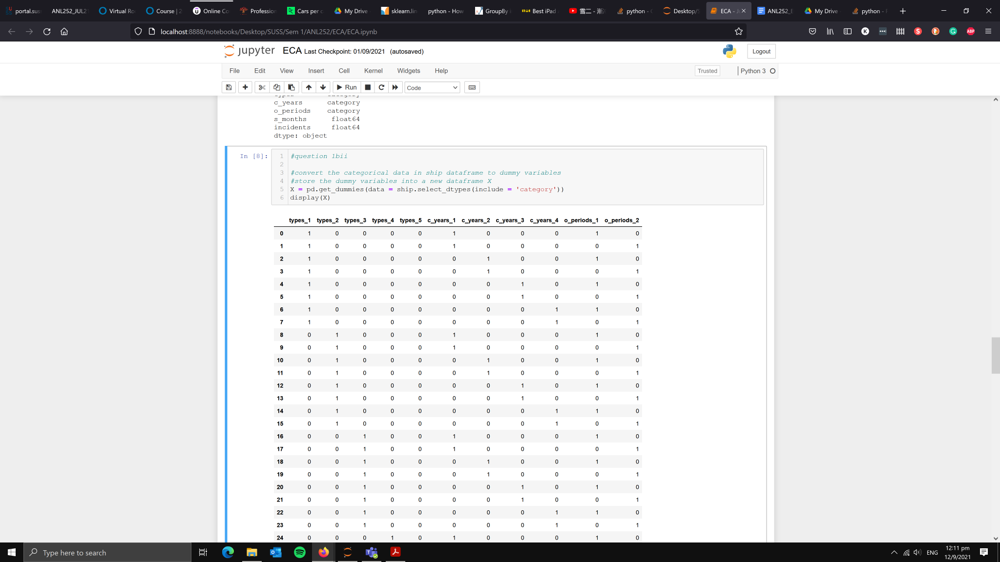 portal.sus ANL252_JUL2 Virtual Ro Course | 2 Online Co Profession Cars per c My Drive sklearn.lin python - How GroupBy Best iPad 雪二 - 漸 python - Desktop/S ECA - J ANL252_E My Drive python - F
localhost:8888/notebooks/Desktop/SUSS/Sem 1/ANL252/ECA/ECA.ipynb
jupyter ECA Last Checkpoint: 01/09/2021 (autosaved) Logout
File Edit View Insert Cell Kernel Widgets Help Trusted Python 3
Run Code
c_years category
o_periods category
s_months float64
incidents float64
dtype: object
In [8]: 1 #question 1bii
2
3 #convert the categorical data in ship dataframe to dummy variables
4 #store the dummy variables into a new dataframe X
5 X = pd.get_dummies(data = ship.select_dtypes(include = 'category'))
6 display(X)
types_1 types_2 types_3 types_4 types_5 c_years_1 c_years_2 c_years_3 c_years_4 o_periods_1 o_periods_2
0 1 0 0 0 0 1 0 0 0 1 0
1 1 0 0 0 0 1 0 0 0 0 1
2 1 0 0 0 0 0 1 0 0 1 0
3 1 0 0 0 0 0 1 0 0 0 1
4 1 0 0 0 0 0 0 1 0 1 0
5 1 0 0 0 0 0 0 1 0 0 1
6 1 0 0 0 0 0 0 0 1 1 0
7 1 0 0 0 0 0 0 0 1 0 1
8 0 1 0 0 0 1 0 0 0 1 0
9 0 1 0 0 0 1 0 0 0 0 1
10 0 1 0 0 0 0 1 0 0 1 0
11 0 1 0 0 0 0 1 0 0 0 1
12 0 1 0 0 0 0 0 1 0 1 0
13 0 1 0 0 0 0 0 1 0 0 1
14 0 1 0 0 0 0 0 0 1 1 0
15 0 1 0 0 0 0 0 0 1 0 1
16 0 0 1 0 0 1 0 0 0 1 0
17 0 0 1 0 0 1 0 0 0 0 1
18 0 0 1 0 0 0 1 0 0 1 0
19 0 0 1 0 0 0 1 0 0 0 1
20 0 0 1 0 0 0 0 1 0 1 0
21 0 0 1 0 0 0 0 1 0 0 1
22 0 0 1 0 0 0 0 0 1 1 0
23 0 0 1 0 0 0 0 0 1 0 1
24 0 0 0 1 0 1 0 0 0 1 0
Type here to search ENG 12:11 pm
12/9/2021